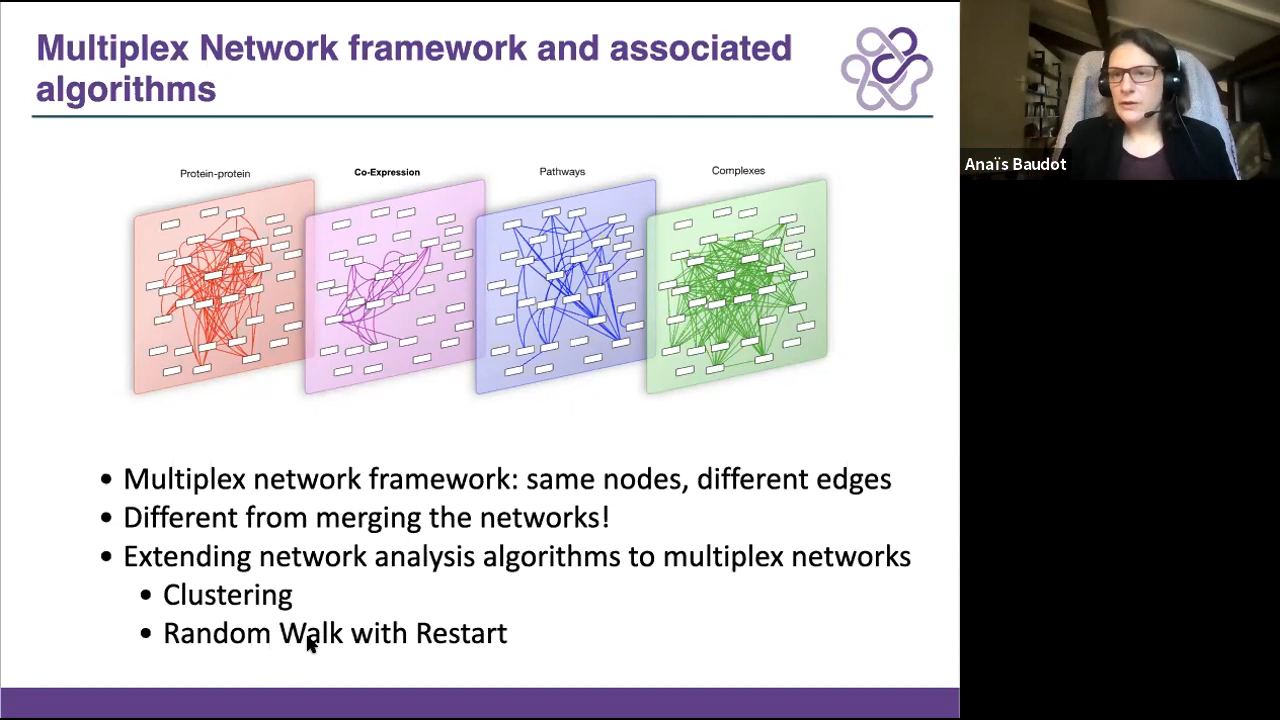 Multiplex Network framework and associated
algorithms
Protein-protein
Co-Expression
Pathways
Complexes
• Multiplex network framework: same nodes, different edges
• Different from merging the networks!
• Extending network analysis algorithms to multiplex networks
• Clustering
• Random Walk with Restart
Anaïs Baudot